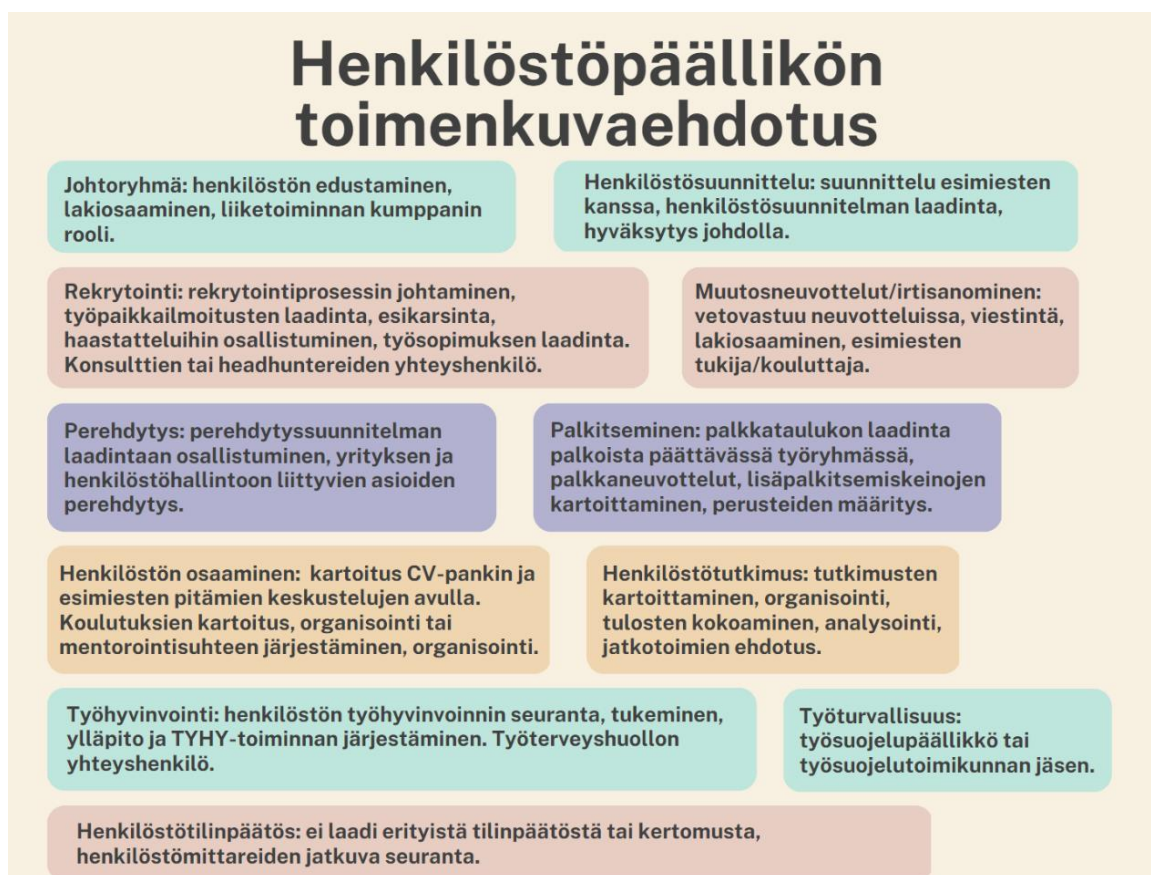 Henkilöstöpäällikön
toimenkuvaehdotus
Johtoryhmä: henkilöstön edustaminen,
lakiosaaminen, liiketoiminnan kumppanin
rooli.
Henkilöstösuunnittelu: suunnittelu esimiesten
kanssa, henkilöstösuunnitelman laadinta,
hyväksytys johdolla.
Rekrytointi: rekrytointiprosessin johtaminen,
työpaikkailmoitusten laadinta, esikarsinta,
haastatteluihin osallistuminen, työsopimuksen laadinta.
Konsulttien tai headhuntereiden yhteyshenkilö.
Muutosneuvottelut/irtisanominen:
vetovastuu neuvotteluissa, viestintä,
lakiosaaminen, esimiesten
tukija/kouluttaja.
Perehdytys: perehdytyssuunnitelman
laadintaan osallistuminen, yrityksen ja
henkilöstöhallintoon liittyvien asioiden
perehdytys.
Palkitseminen: palkkataulukon laadinta
palkoista päättävässä työryhmässä,
palkkaneuvottelut, lisäpalkitsemiskeinojen
kartoittaminen, perusteiden määritys.
Henkilöstön osaaminen: kartoitus CV-pankin ja
esimiesten pitämien keskustelujen avulla.
Koulutuksien kartoitus, organisointi tai
mentorointisuhteen järjestäminen, organisointi.
Henkilöstötutkimus: tutkimusten
kartoittaminen, organisointi,
tulosten kokoaminen, analysointi,
jatkotoimien ehdotus.
Työhyvinvointi: henkilöstön työhyvinvoinnin seuranta, tukeminen,
ylläpito ja TYHY-toiminnan järjestäminen. Työterveyshuollon
yhteyshenkilö.
Työturvallisuus:
työsuojelupäällikkö tai
työsuojelutoimikunnan jäsen.
Henkilöstötilinpäätös: ei laadi erityistä tilinpäätöstä tai kertomusta,
henkilöstömittareiden jatkuva seuranta.